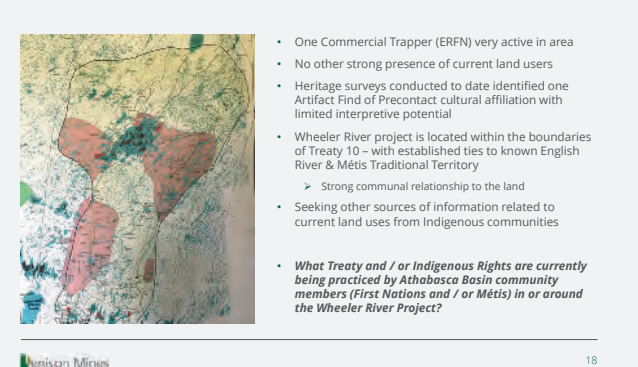 • One Commercial Trapper (ERFN) very active in area
• No other strong presence of current land users
• Heritage surveys conducted to date identified one
Artifact Find of Precontact cultural affiliation with
limited interpretive potential
• Wheeler River project is located within the boundaries
of Treaty 10 – with established ties to known English
River & Métis Traditional Territory
➢ Strong communal relationship to the land
• Seeking other sources of information related to
current land uses from Indigenous communities
• What Treaty and / or Indigenous Rights are currently
being practiced by Athabasca Basin community
members (First Nations and / or Métis) in or around
the Wheeler River Project?
Denison Mines
18